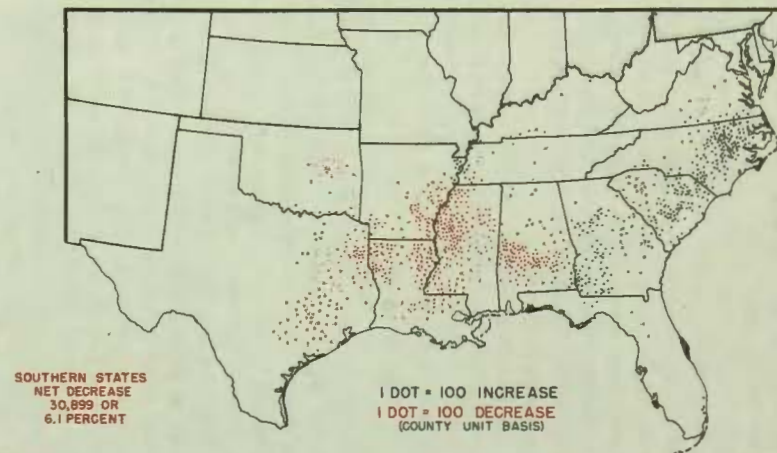 SOUTHERN STATES
NET DECREASE
30,899 OR
6.1 PERCENT
1 DOT = 100 INCREASE
1 DOT = 100 DECREASE
(COUNTY UNIT BASIS)